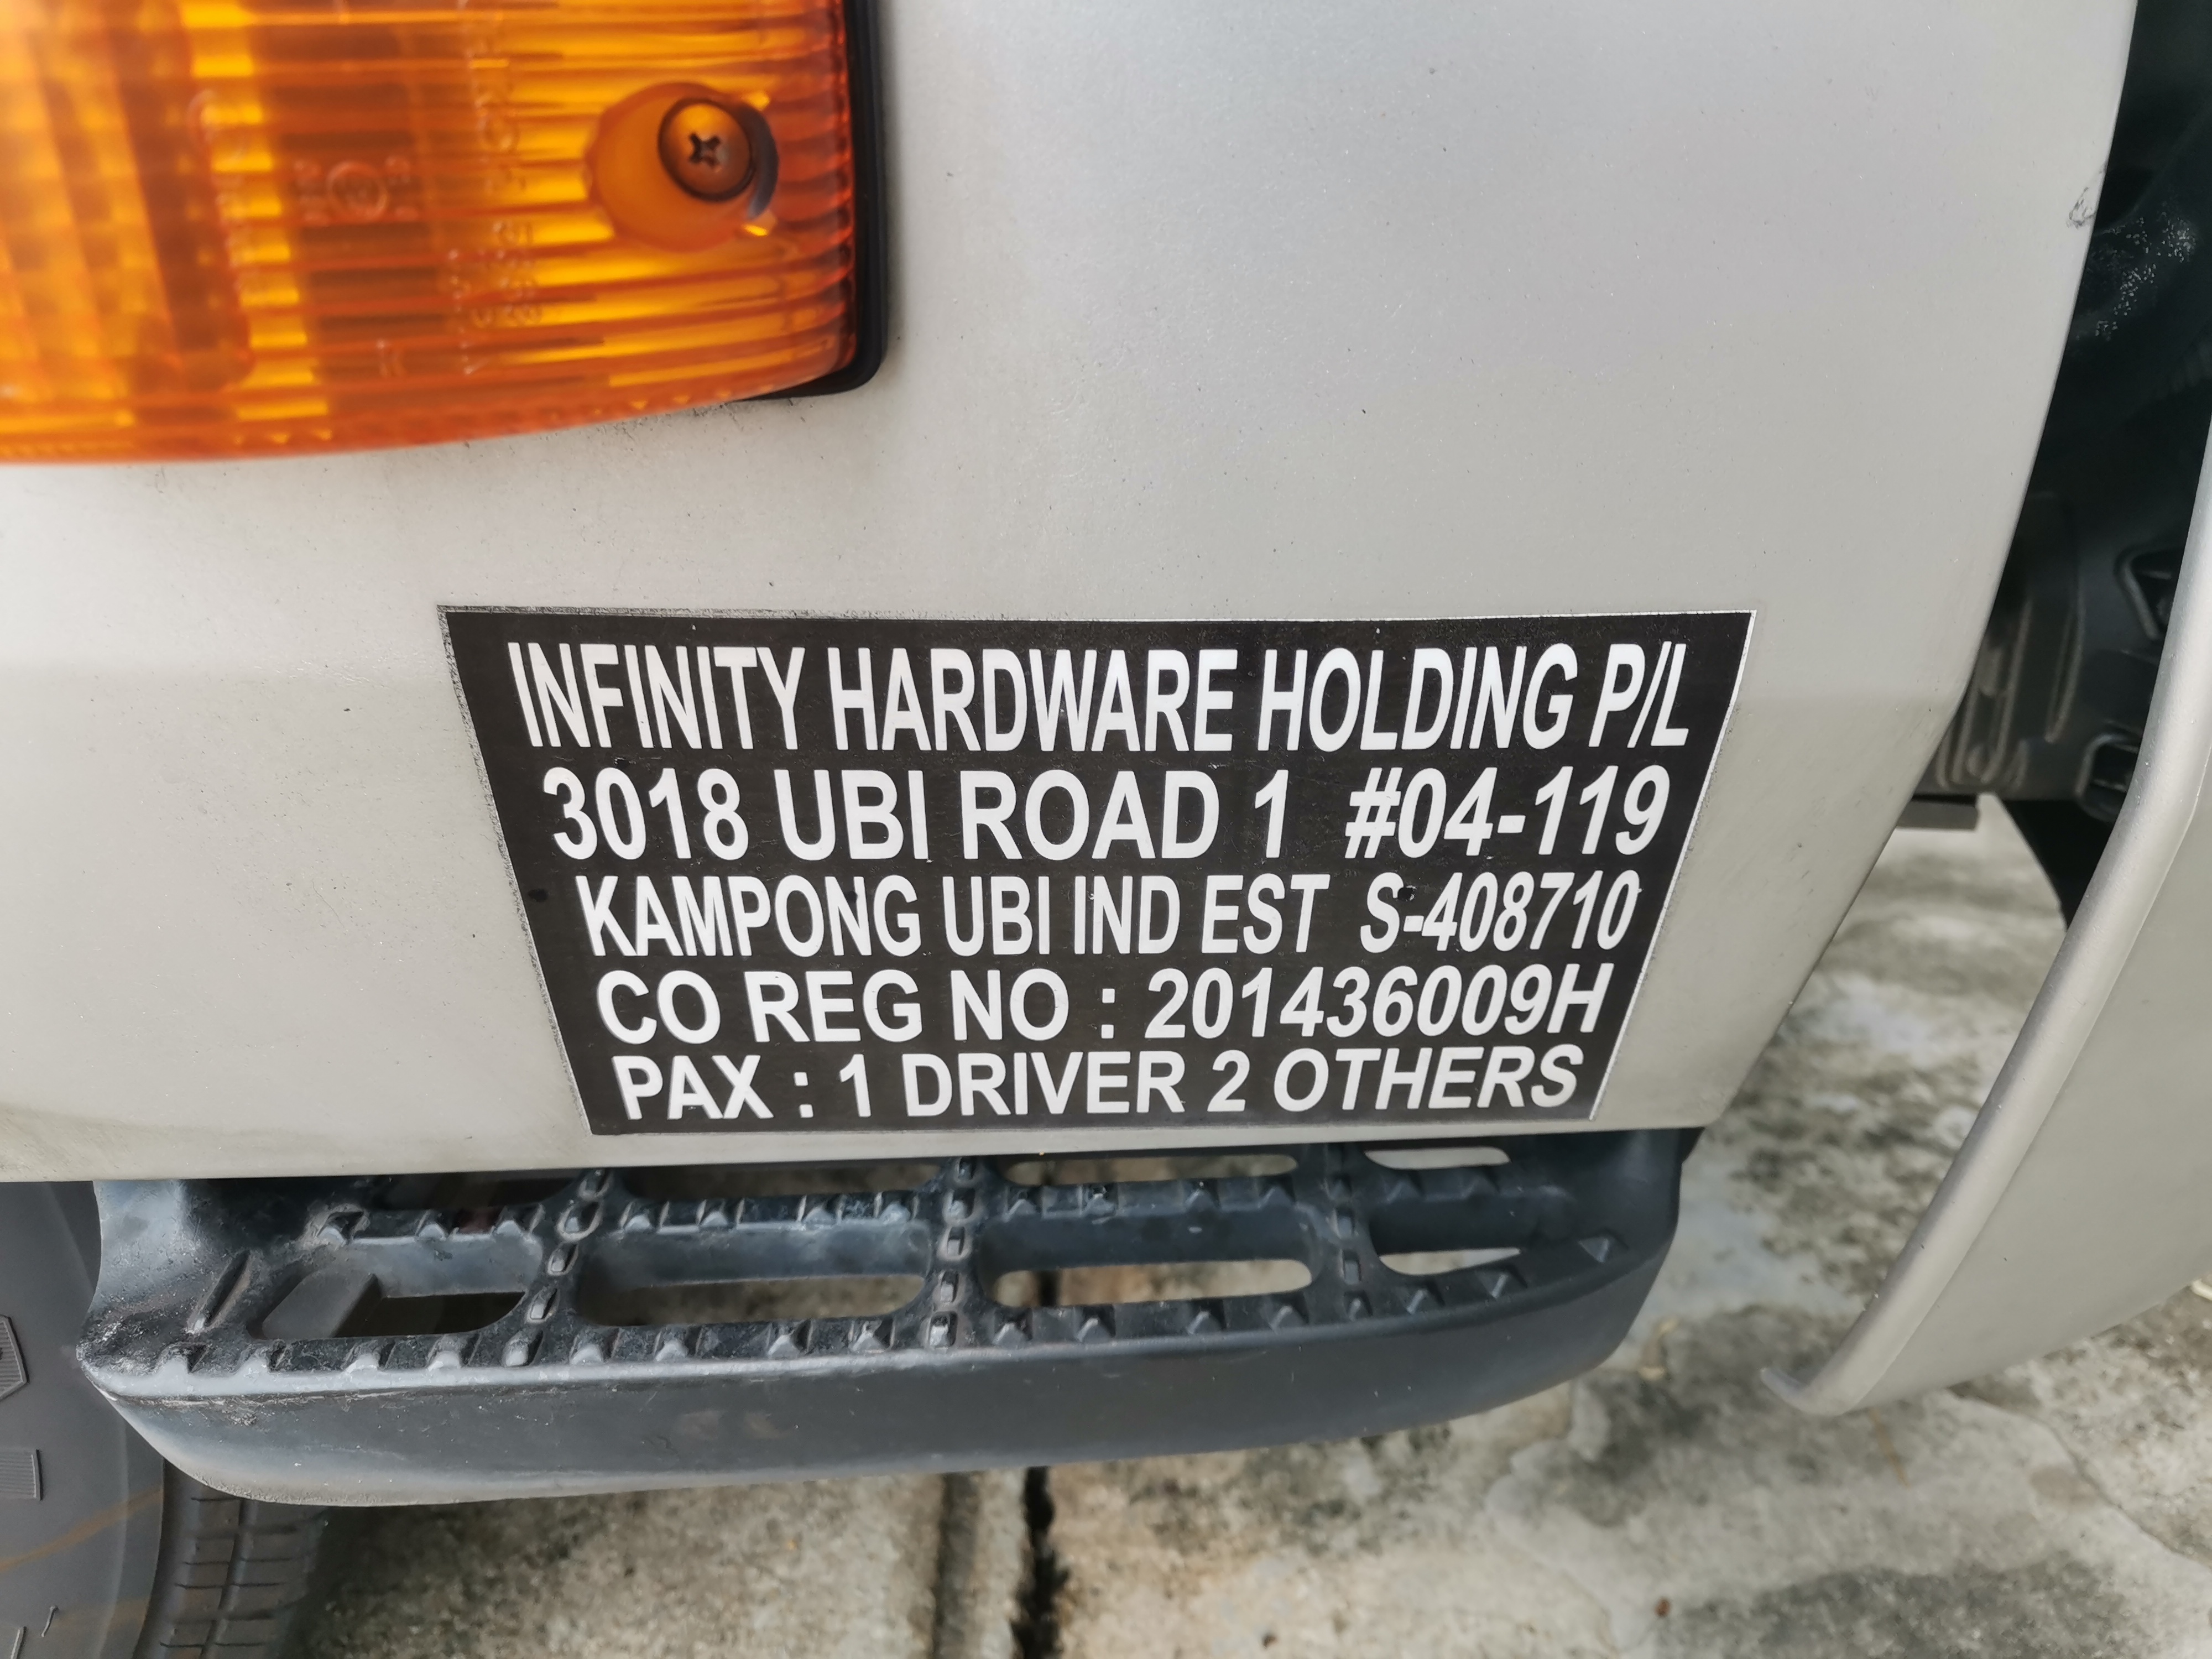 INFINITY HARDWARE HOLDING P/L
3018 UBI ROAD 1 #04-119
KAMPONG UBI IND EST S-408710
CO REG NO : 201436009H
PAX : 1 DRIVER 2 OTHERS